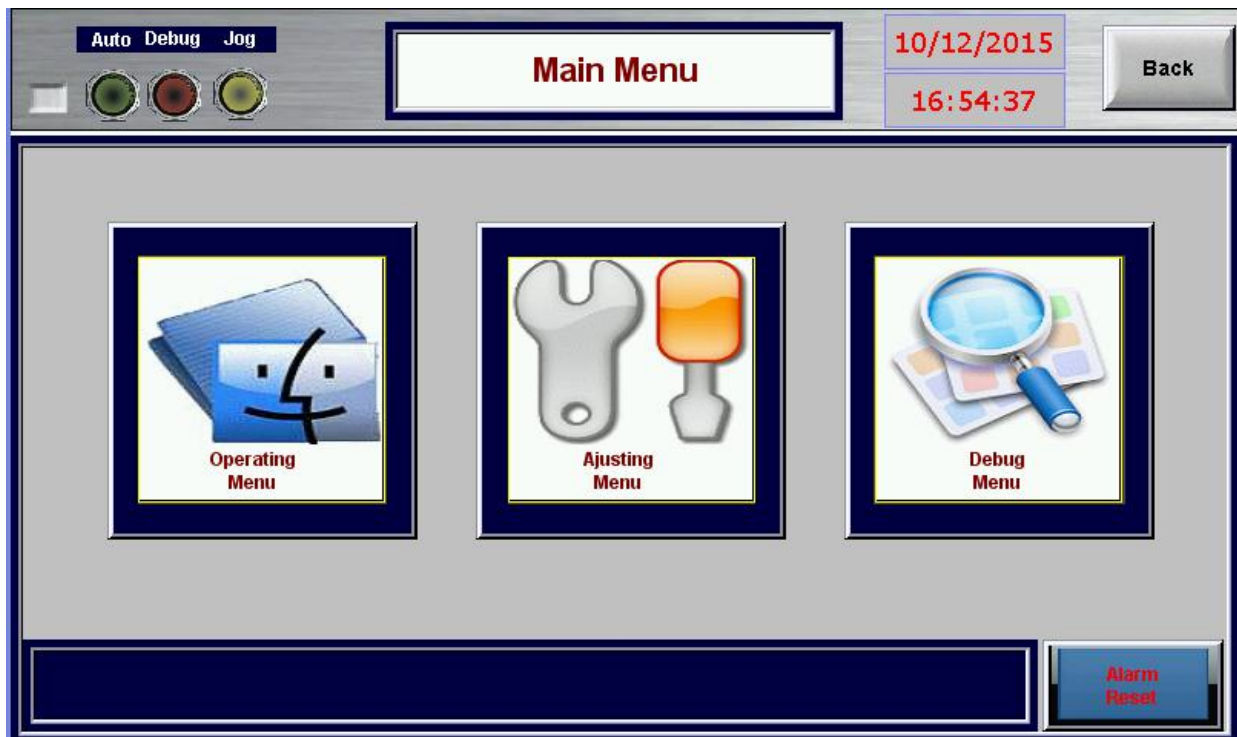 Auto Debug Jog
Main Menu
10/12/2015
16:54:37
Back
Operating
Menu
Ajusting
Menu
Debug
Menu
Alarm
Reset